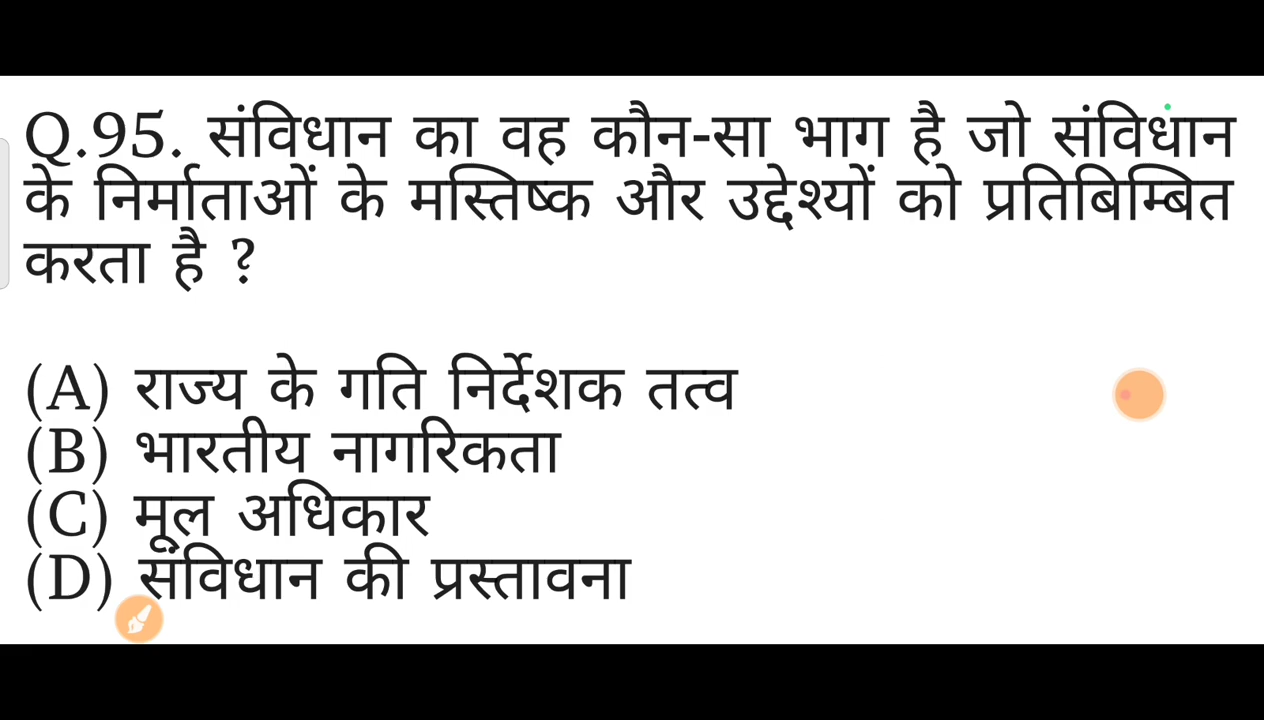 Q.95. संविधान का वह कौन-सा भाग है जो संविधान
के निर्माताओं के मस्तिष्क और उद्देश्यों को प्रतिबिम्बित
करता है ?
(A) राज्य के गति निर्देशक तत्व
(B) भारतीय नागरिकता
(C) मूल अधिकार
(D) संविधान की प्रस्तावना